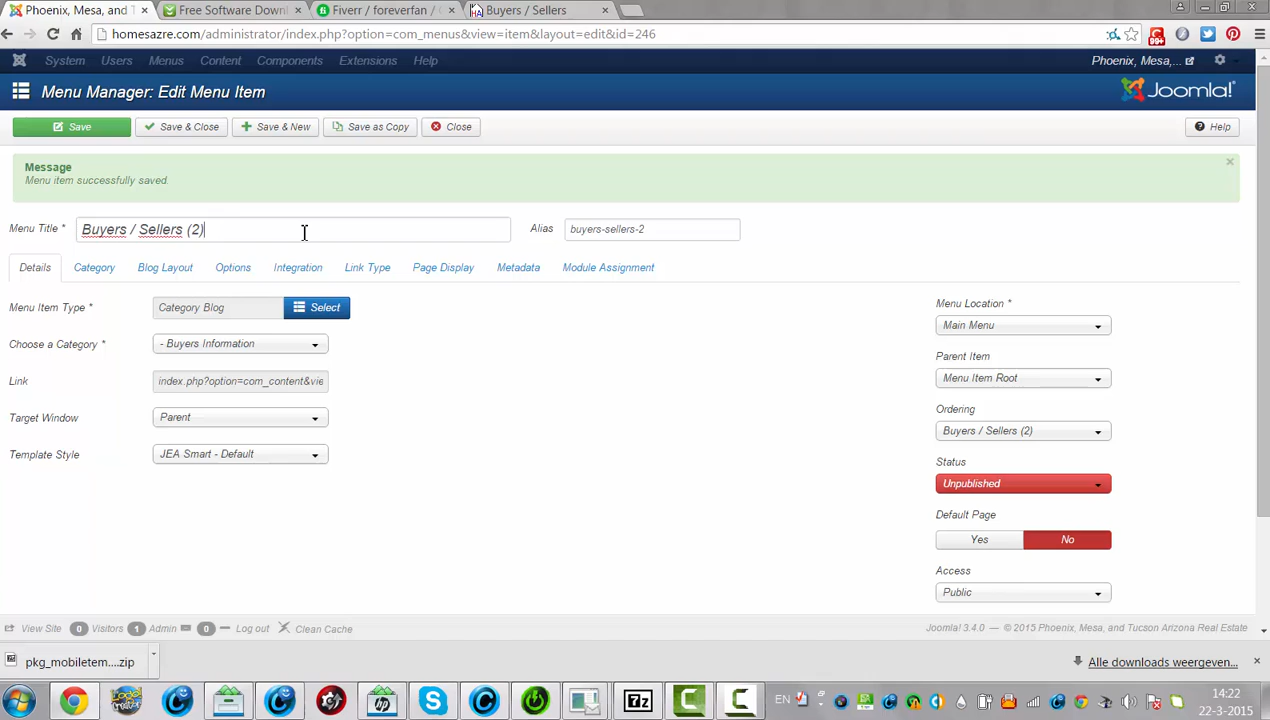 Phoenix, Mesa, and T
Free Software Downl
Fiverr / foreverfan /
Buyers / Sellers
homesazre.com/administrator/index.php?option=com_menus&view=item&layout=edit&id=246
System Users Menus Content Components Extensions Help
Phoenix, Mesa,...
Menu Manager: Edit Menu Item
Joomla!
Save
Save & Close
Save & New
Save as Copy
Close
Help
Message
Menu item successfully saved.
Menu Title * Buyers / Sellers (2)
Alias buyers-sellers-2
Details Category Blog Layout Options Integration Link Type Page Display Metadata Module Assignment
Menu Item Type * Category Blog Select
Choose a Category * - Buyers Information
Link index.php?option=com_content&vie
Target Window Parent
Template Style JEA Smart - Default
Menu Location *
Main Menu
Parent Item
Menu Item Root
Ordering
Buyers / Sellers (2)
Status
Unpublished
Default Page
Yes No
Access
Public
View Site 0 Visitors 1 Admin 0 Log out Clean Cache
Joomla! 3.4.0 — © 2015 Phoenix, Mesa, and Tucson Arizona Real Estate
pkg_mobiletem....zip
Alle downloads weergeven...
EN
14:22
22-3-2015